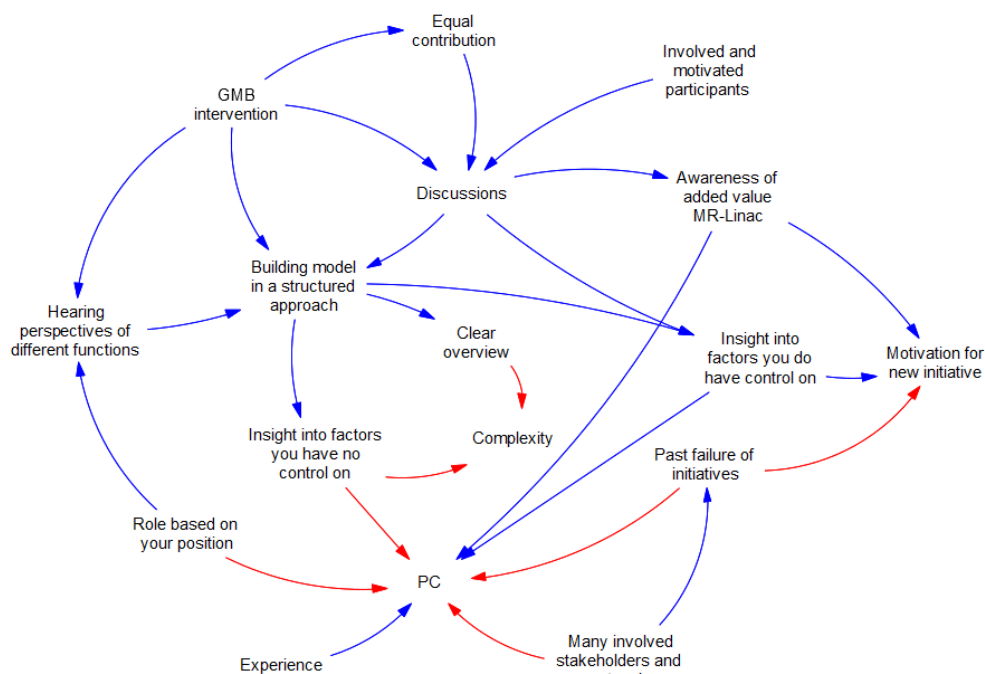 Equal
contribution
Involved and
motivated
participants
GMB
intervention
Discussions
Awareness of
added value
MR-Linac
Building model
in a structured
approach
Hearing
perspectives of
different functions
Clear
overview
Insight into
factors you do
have control on
Motivation for
new initiative
Insight into factors
you have no
control on
Complexity
Past failure of
initiatives
Role based on
your position
PC
Many involved
stakeholders and
Experience